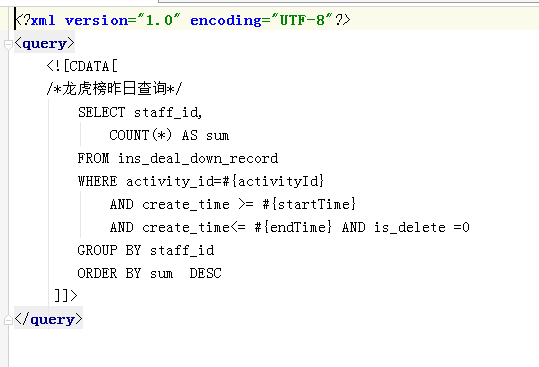 <?xml version="1.0" encoding="UTF-8"?>
<query>
<![CDATA[
/*龙虎榜昨日查询*/
SELECT staff_id,
COUNT(*) AS sum
FROM ins_deal_down_record
WHERE activity_id=#{activityId}
AND create_time >= #{startTime}
AND create_time<= #{endTime} AND is_delete =0
GROUP BY staff_id
ORDER BY sum  DESC
]]>
</query>